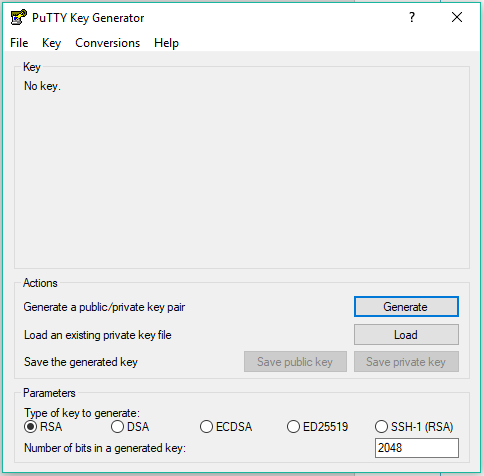 PuTTY Key Generator
?
File Key Conversions Help
Key
No key.
Actions
Generate a public/private key pair Generate
Load an existing private key file Load
Save the generated key Save public key Save private key
Parameters
Type of key to generate:
RSA DSA ECDSA ED25519 SSH-1 (RSA)
Number of bits in a generated key: 2048